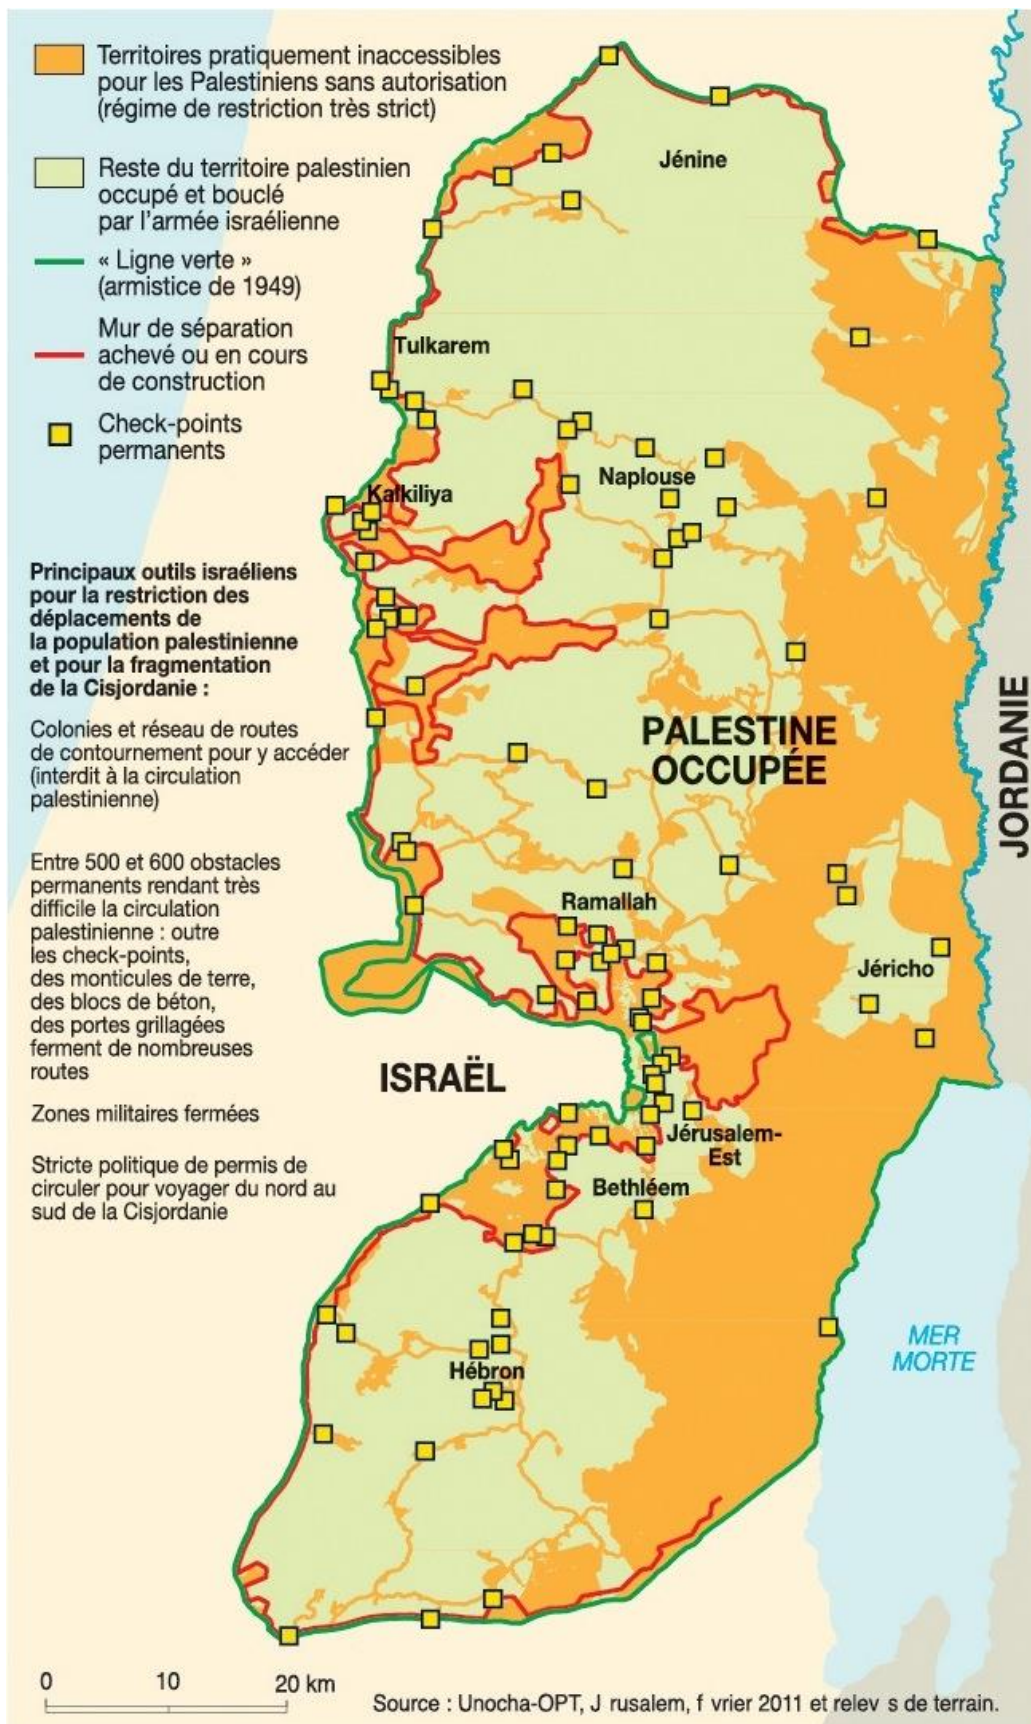 Territoires pratiquement inaccessibles
pour les Palestiniens sans autorisation
(régime de restriction très strict)
Reste du territoire palestinien
occupé et bouclé
par l'armée israélienne
« Ligne verte »
(armistice de 1949)
Mur de séparation
achevé ou en cours
de construction
Check-points
permanents
Principaux outils israéliens
pour la restriction des
déplacements de
la population palestinienne
et pour la fragmentation
de la Cisjordanie :
Colonies et réseau de routes
de contournement pour y accéder
(interdit à la circulation
palestinienne)
Entre 500 et 600 obstacles
permanents rendant très
difficile la circulation
palestinienne : outre
les check-points,
des monticules de terre,
des blocs de béton,
des portes grillagées
ferment de nombreuses
routes
Zones militaires fermées
Stricte politique de permis de
circuler pour voyager du nord au
sud de la Cisjordanie
Jénine
Tulkarem
Kalkiliya
Naplouse
PALESTINE
OCCUPÉE
JORDANIE
Ramallah
Jéricho
ISRAËL
Jérusalem-
Est
Bethléem
MER
MORTE
Hébron
0 10 20 km
Source : Unocha-OPT, J rusalem, f vrier 2011 et relev s de terrain.